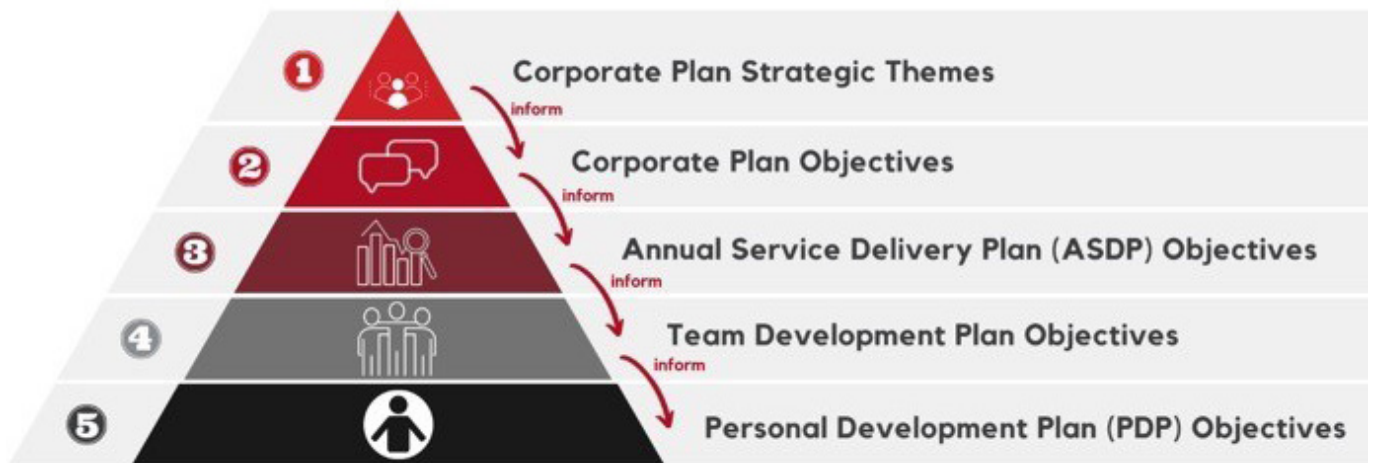 1
Corporate Plan Strategic Themes
inform
2
Corporate Plan Objectives
inform
3
Annual Service Delivery Plan (ASDP) Objectives
inform
4
Team Development Plan Objectives
inform
5
Personal Development Plan (PDP) Objectives